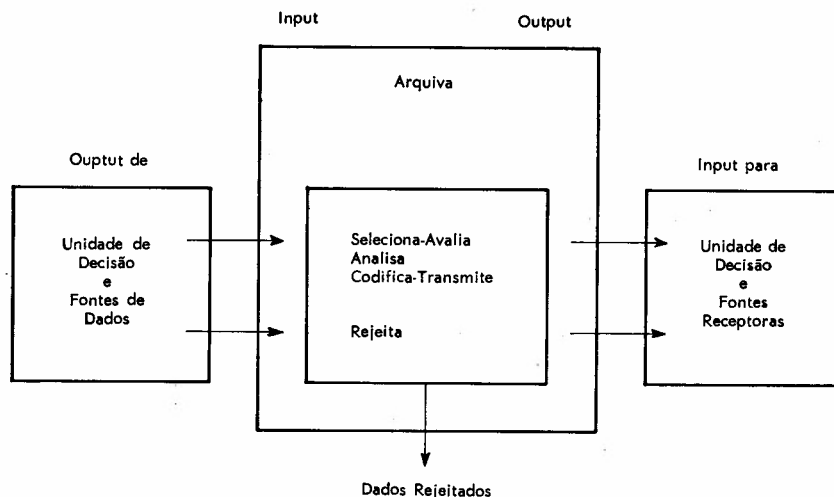 Input
Output
Arquiva
Ouptut de
Input para
Unidade de
Decisão
e
Fontes de
Dados
Seleciona-Avalia
Analisa
Codifica-Transmite
Rejeita
Unidade de
Decisão
e
Fontes
Receptoras
Dados Rejeitados